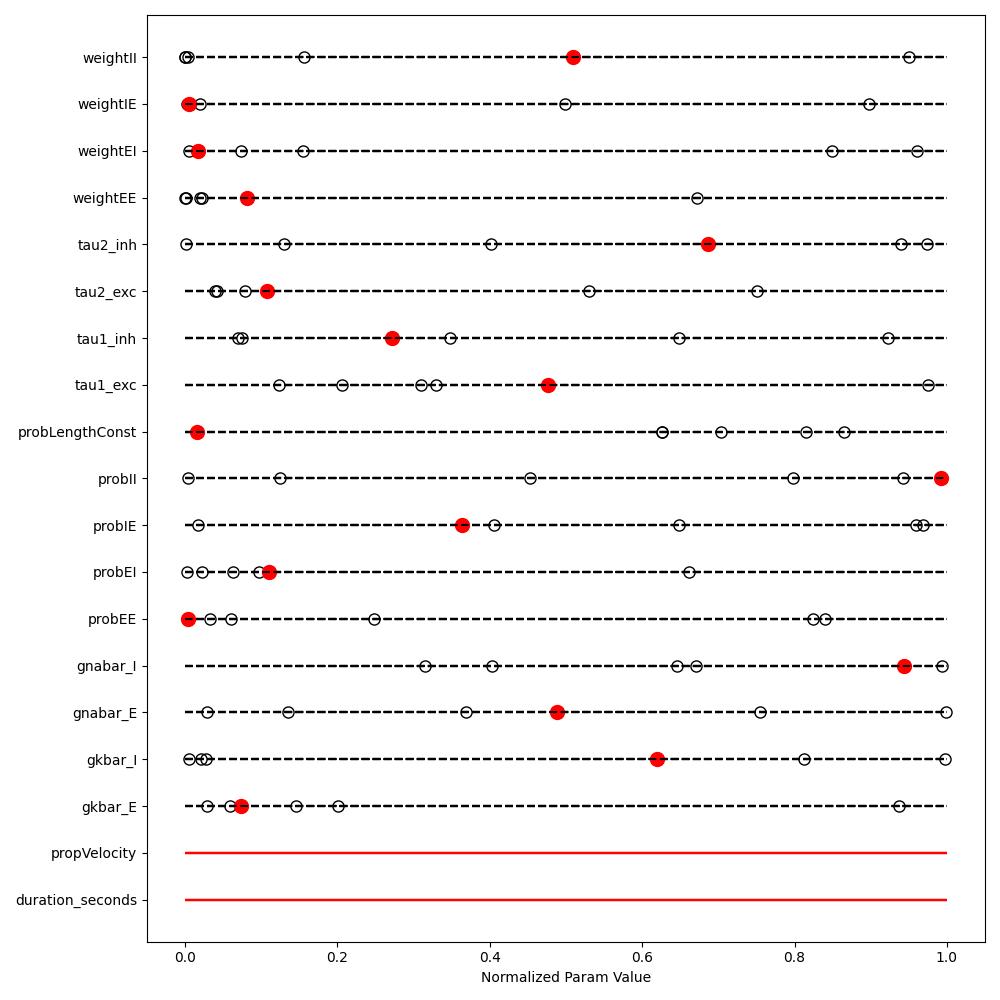 weightII
weightIE
weightEI
weightEE
tau2_inh
tau2_exc
tau1_inh
tau1_exc
probLengthConst
probII
probIE
probEI
probEE
gnabar_I
gnabar_E
gkbar_I
gkbar_E
propVelocity
duration_seconds
0.0 0.2 0.4 0.6 0.8 1.0
Normalized Param Value